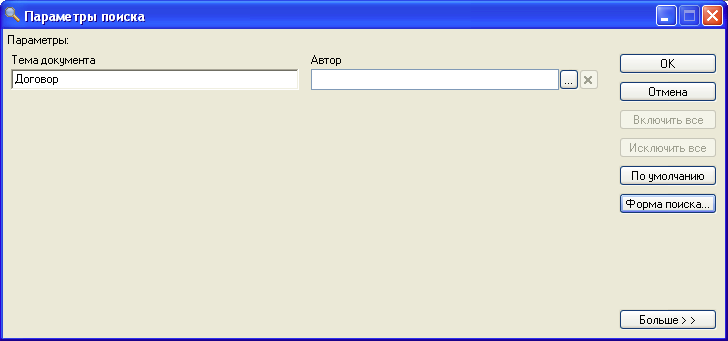 Параметры поиска
Параметры:
Тема документа
Автор
Договор
...
OK
Отмена
Включить все
Исключить все
По умолчанию
Форма поиска...
Больше > >